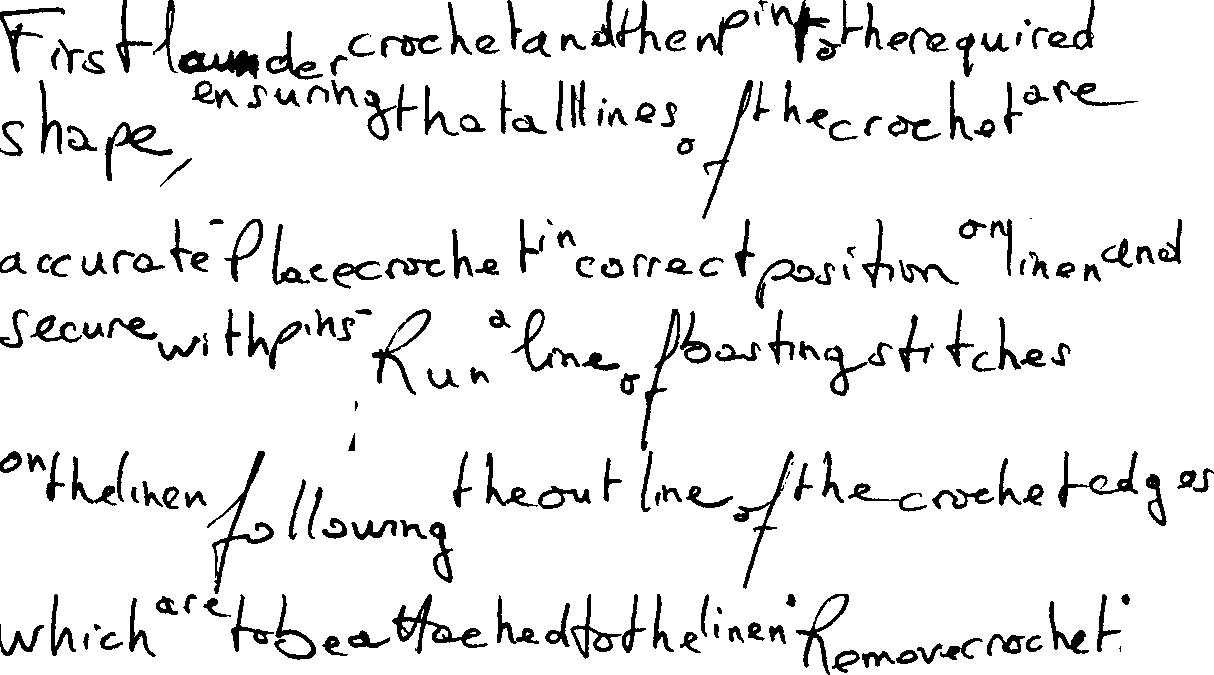 First launder crochet and then pin to the required
shape, ensuring that all lines of the crochet are
accurate. Place crochet in correct position on linen and
secure with pins. Run a line of basting stitches
on the linen following the outline of the crochet edges
which are to be attached to the linen. Remove crochet.